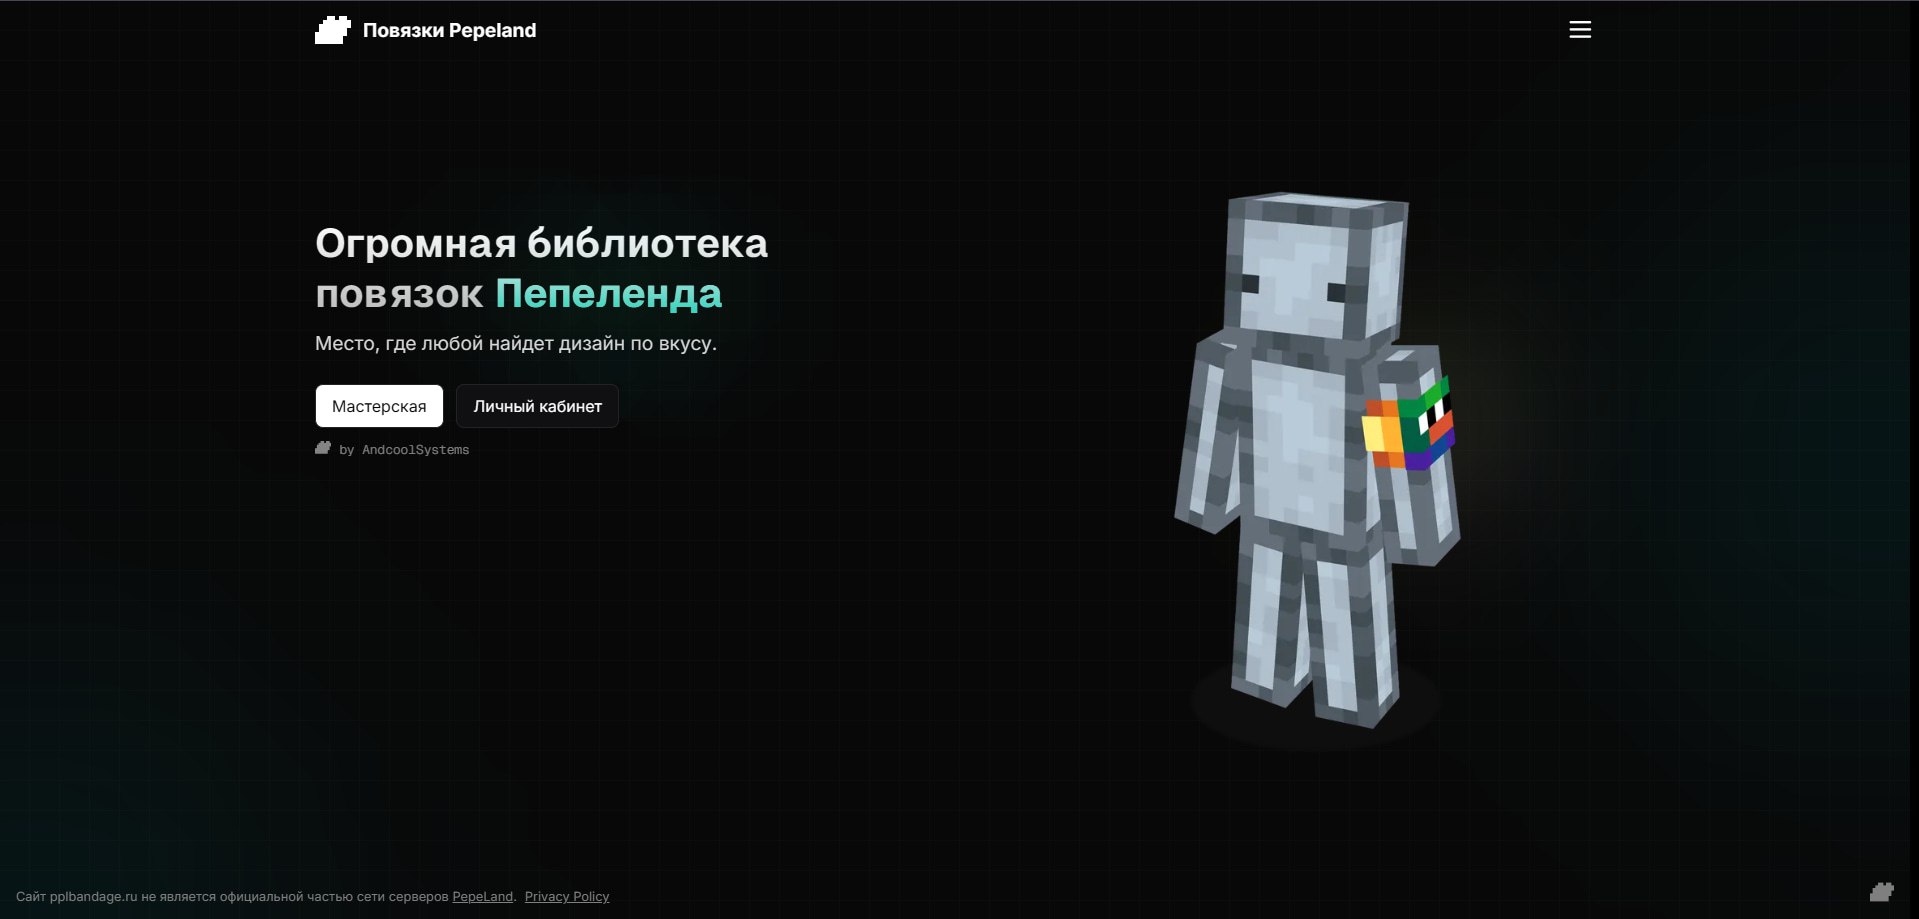 Повязки Pepeland
Огромная библиотека
повязок Пепеленда
Место, где любой найдет дизайн по вкусу.
Мастерская
Личный кабинет
by AndcoolSystems
Сайт pplbandage.ru не является официальной частью сети серверов PepeLand. Privacy Policy